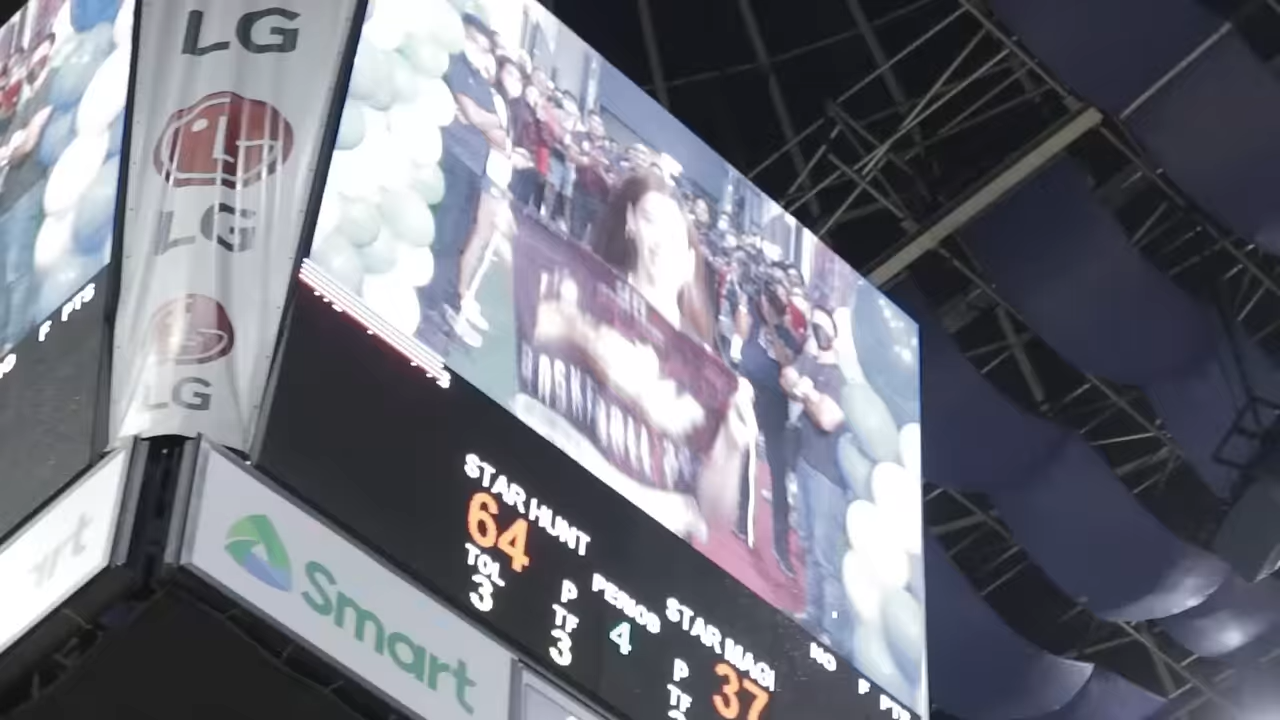 LG
LG
LG
LG
F PTS
STAR HUNT
64
TOL
3
P
TF
3
PERIOD
4
STAR MAGI
37
P
TF
NO
F PTS
Smart